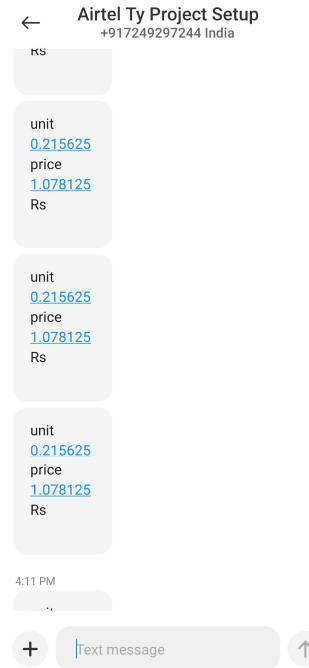 Airtel Ty Project Setup
+917249297244 India
Rs
unit
0.215625
price
1.078125
Rs
unit
0.215625
price
1.078125
Rs
unit
0.215625
price
1.078125
Rs
4:11 PM
Text message